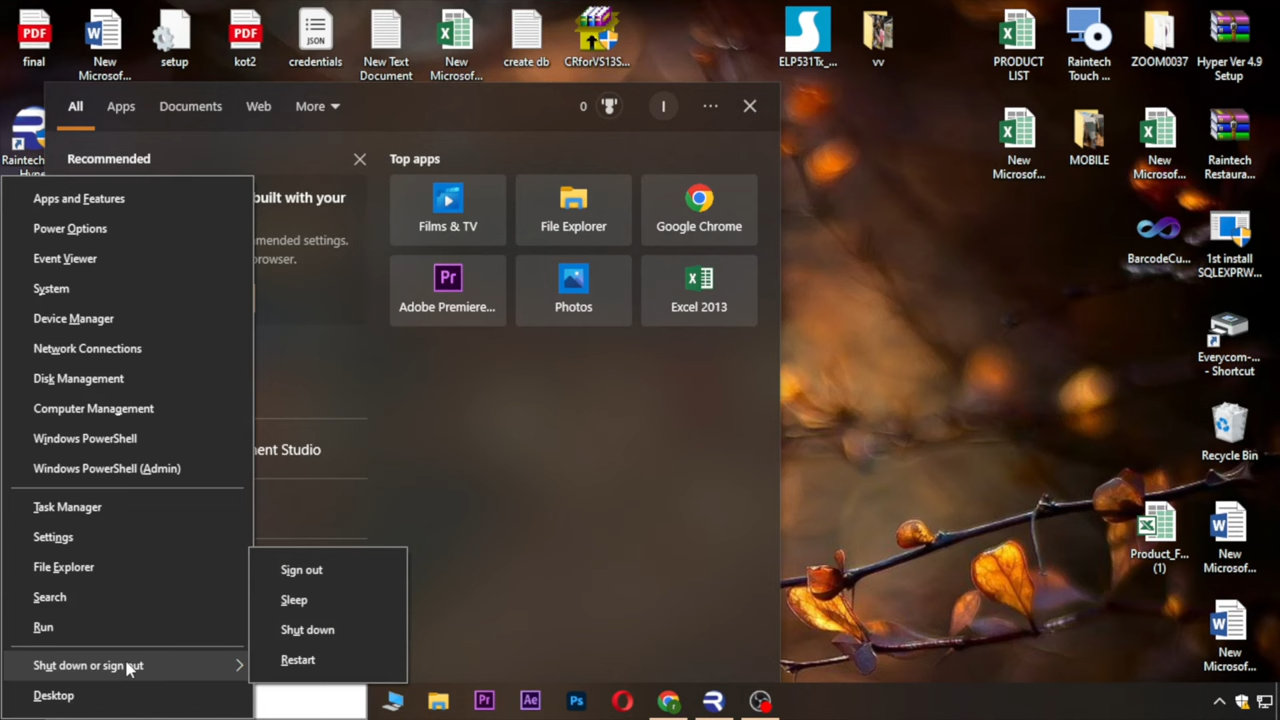 final
New
Microsof...
setup
kot2
credentials
New Text
Document
New
Microsof...
create db
CRforVS13S...
ELP531Tx_...
vv
PRODUCT
LIST
Raintech
Touch ...
ZOOM0037
Hyper Ver 4.9
Setup
PDF
PDF
JSON
All
Apps
Documents
Web
More
0
I
Raintech
Recommended
Top apps
built with your
mended settings.
browser.
Films & TV
File Explorer
Google Chrome
Adobe Premiere...
Photos
Excel 2013
ment Studio
Apps and Features
Power Options
Event Viewer
System
Device Manager
Network Connections
Disk Management
Computer Management
Windows PowerShell
Windows PowerShell (Admin)
Task Manager
Settings
File Explorer
Search
Run
Shut down or sign out
Desktop
Sign out
Sleep
Shut down
Restart
New
Microsof...
MOBILE
New
Microsof...
Raintech
Restaura...
BarcodeCu...
1st install
SQLEXPRW...
Everycom-...
- Shortcut
Recycle Bin
Product_F...
(1)
New
Microsof...
New
Microsof...
Pr
Ae
Ps